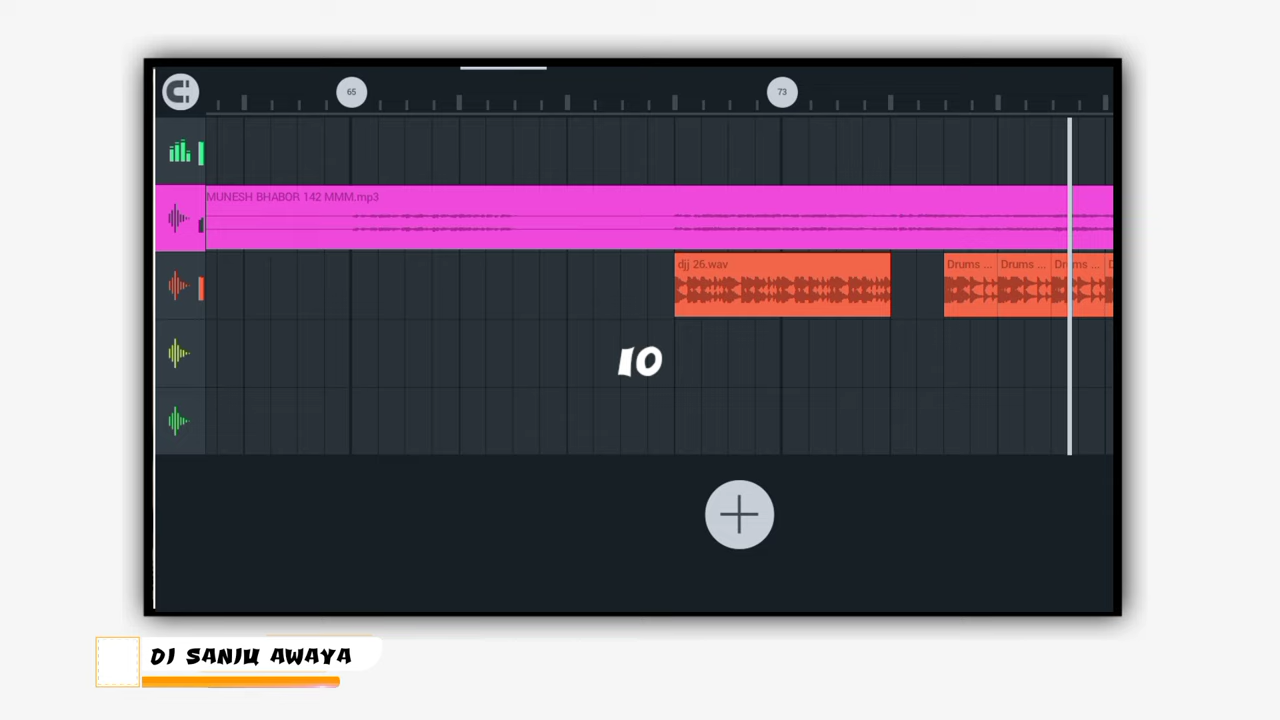 65
73
MUNESH BHABOR 142 MMM.mp3
djj 26.wav
Drums ...
Drums ...
Drums ...
D
10
DJ SANJU AWAYA